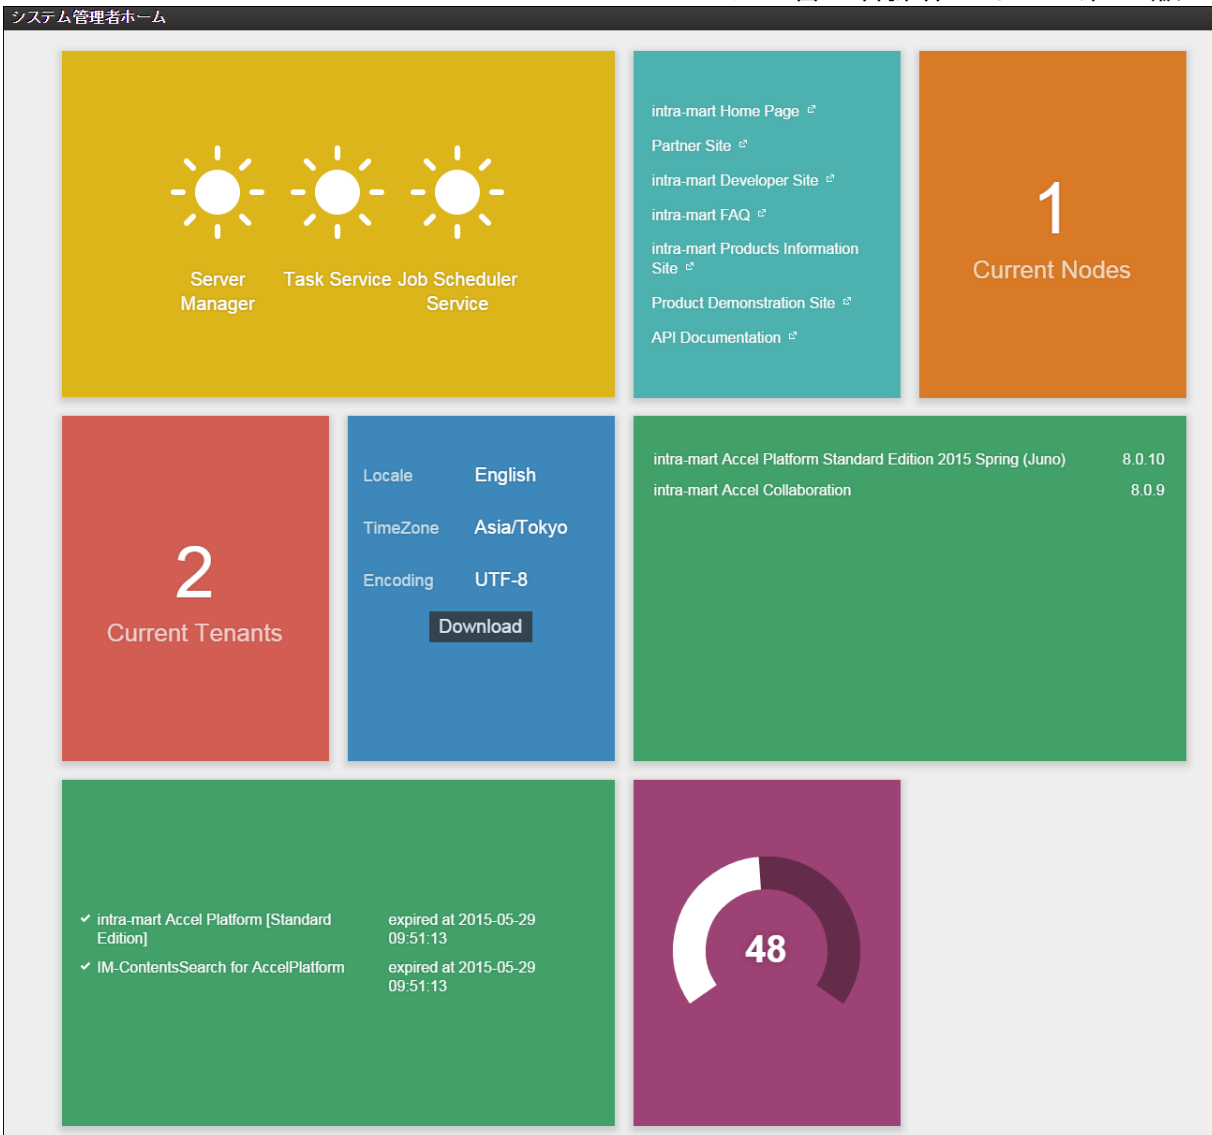 システム管理者ホーム
Server
Manager
Task Service
Job Scheduler
Service
intra-mart Home Page
Partner Site
intra-mart Developer Site
intra-mart FAQ
intra-mart Products Information
Site
Product Demonstration Site
API Documentation
1
Current Nodes
2
Current Tenants
Locale English
TimeZone Asia/Tokyo
Encoding UTF-8
Download
intra-mart Accel Platform Standard Edition 2015 Spring (Juno) 8.0.10
intra-mart Accel Collaboration 8.0.9
intra-mart Accel Platform [Standard
Edition]
expired at 2015-05-29
09:51:13
IM-ContentsSearch for AccelPlatform
expired at 2015-05-29
09:51:13
48